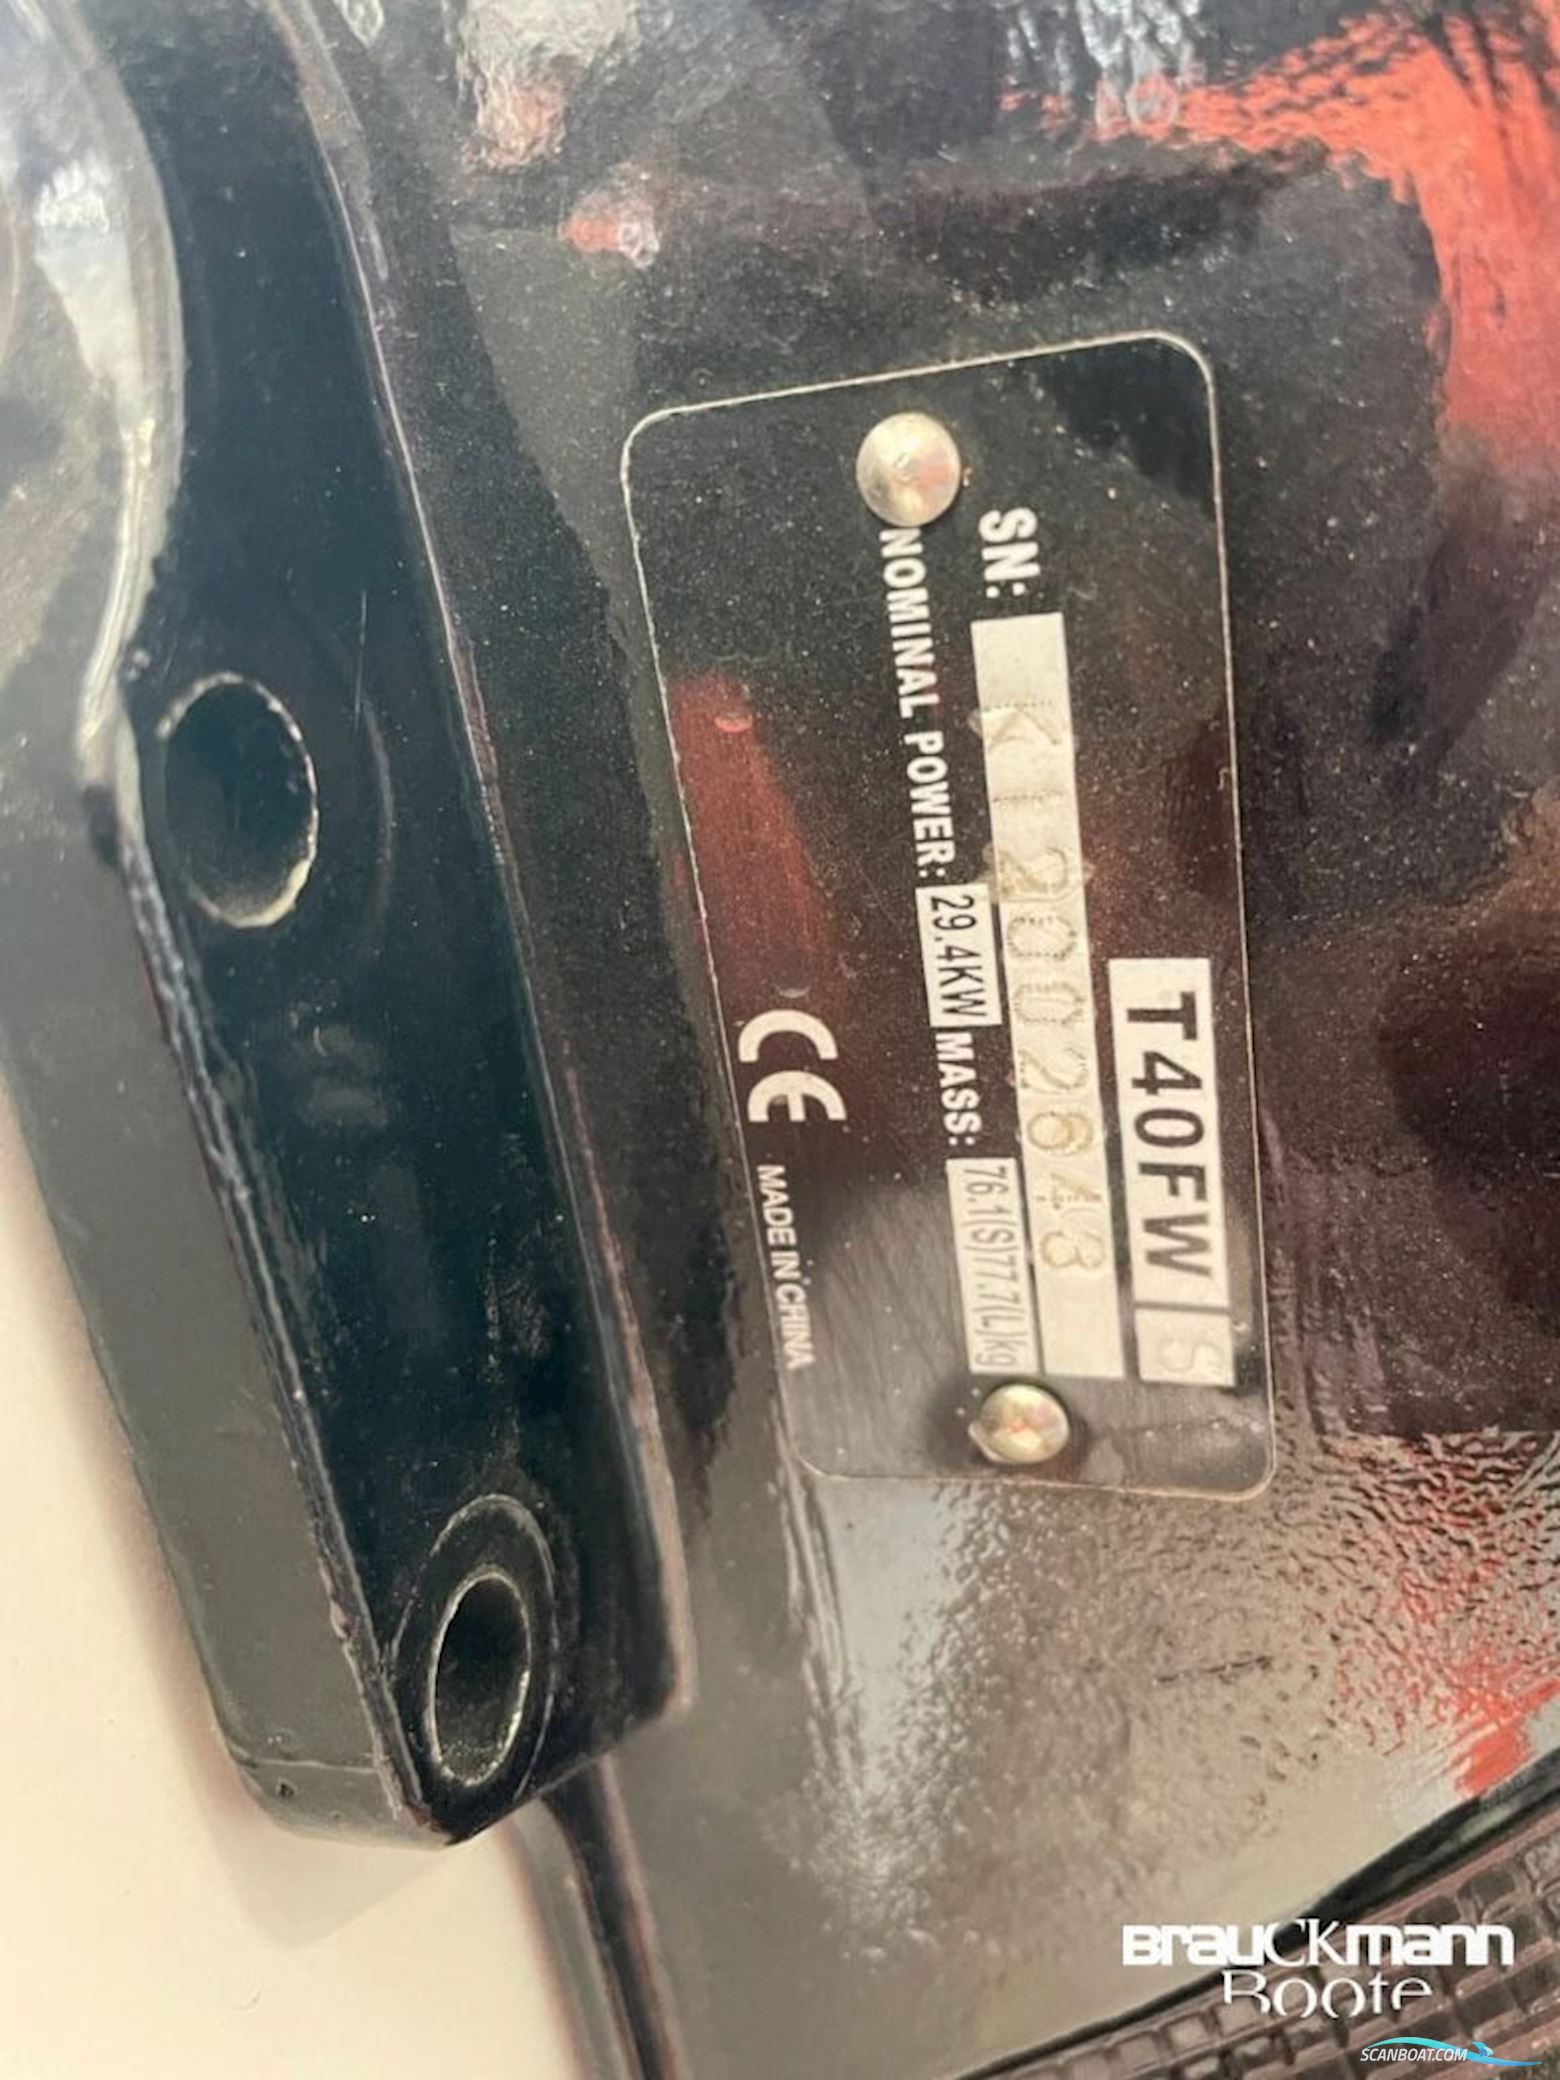 T40FW S
SN: K12002643
NOMINAL POWER: 29.4KW MASS: 76.1(S)77.7(L)kg
CE MADE IN CHINA
Brauckmann
Boote
SCANBOAT.COM